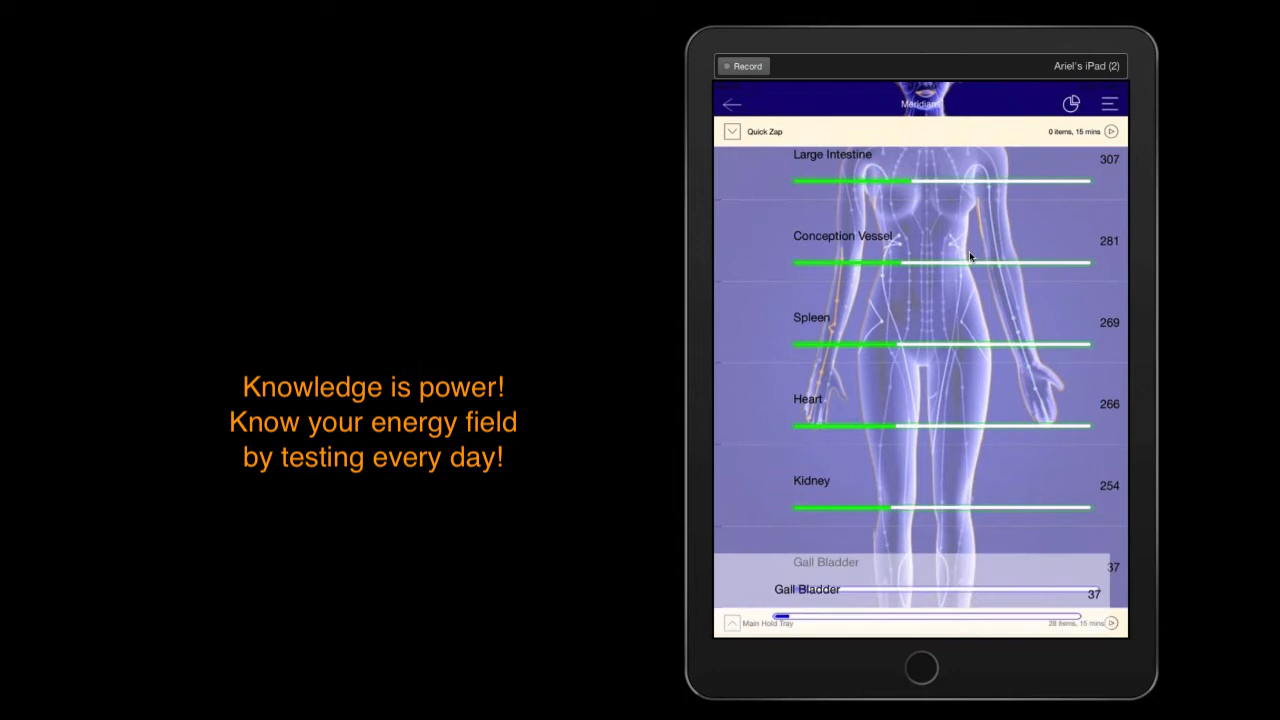 Knowledge is power!
Know your energy field
by testing every day!
Record
Ariel's iPad (2)
Meridians
Quick Zap
0 items, 15 mins
Large Intestine
307
Conception Vessel
281
Spleen
269
Heart
266
Kidney
254
Gall Bladder
37
Gall Bladder
37
Main Hold Tray
28 items, 15 mins